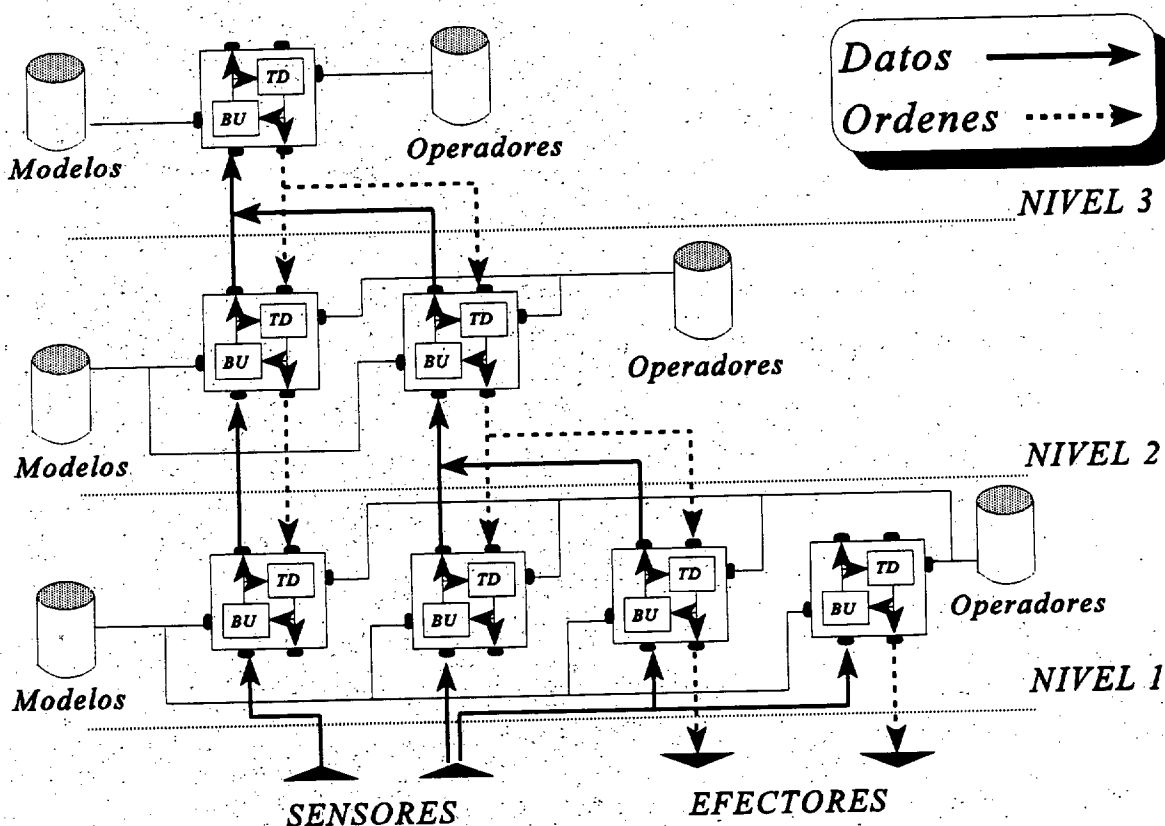 TD
BU
Modelos
Operadores
Datos
Ordenes
NIVEL 3
TD
BU
TD
BU
Modelos
Operadores
NIVEL 2
TD
BU
TD
BU
TD
BU
TD
BU
Modelos
Operadores
NIVEL 1
SENSORES
EFECTORES